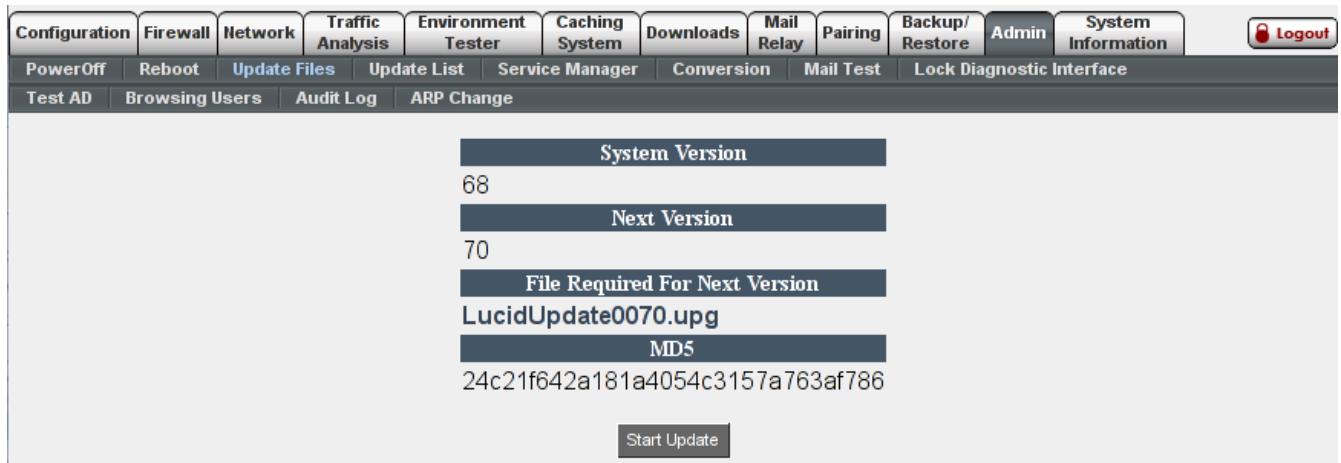 Configuration Firewall Network Traffic Analysis Environment Tester Caching System Downloads Mail Relay Pairing Backup/ Restore Admin System Information Logout
PowerOff Reboot Update Files Update List Service Manager Conversion Mail Test Lock Diagnostic Interface
Test AD Browsing Users Audit Log ARP Change
System Version
68
Next Version
70
File Required For Next Version
LucidUpdate0070.upg
MD5
24c21f642a181a4054c3157a763af786
Start Update